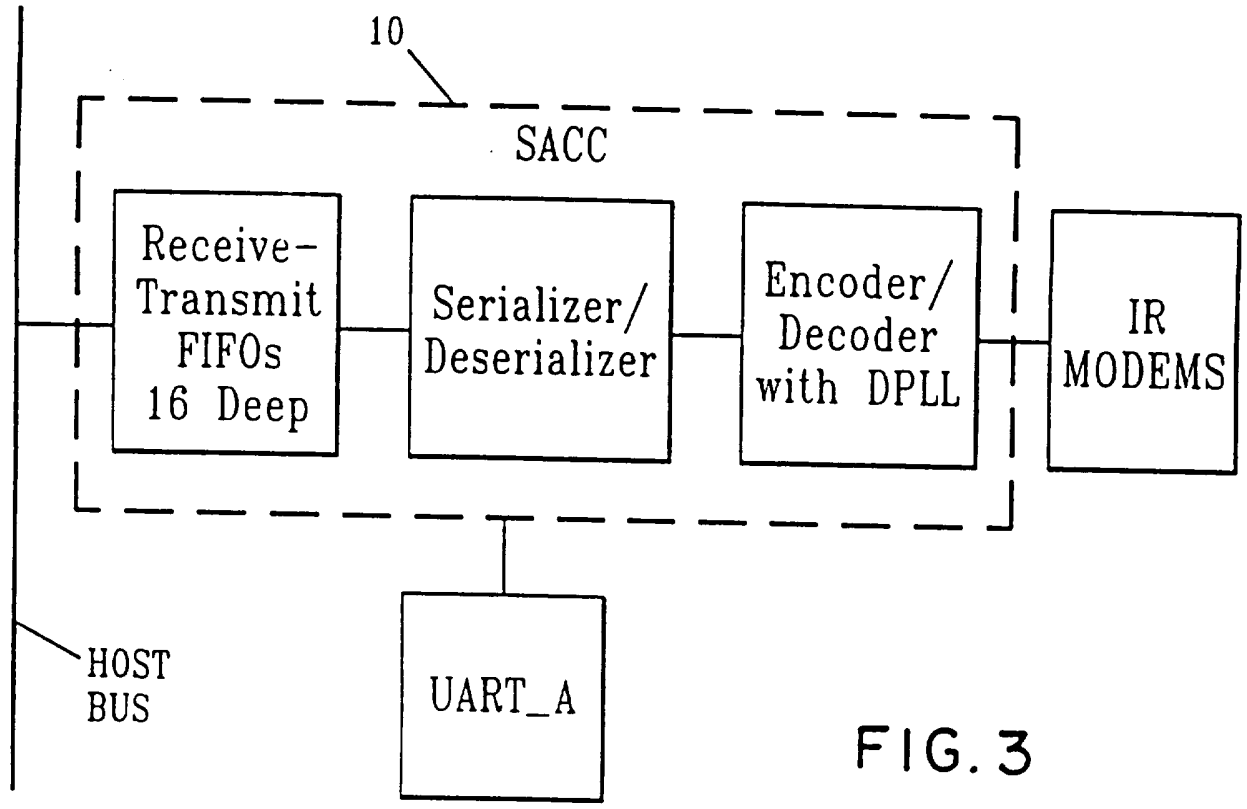 10
SACC
Receive-
Transmit
FIFOs
16 Deep
Serializer/
Deserializer
Encoder/
Decoder
with DPLL
IR
MODEMS
HOST
BUS
UART_A
FIG. 3